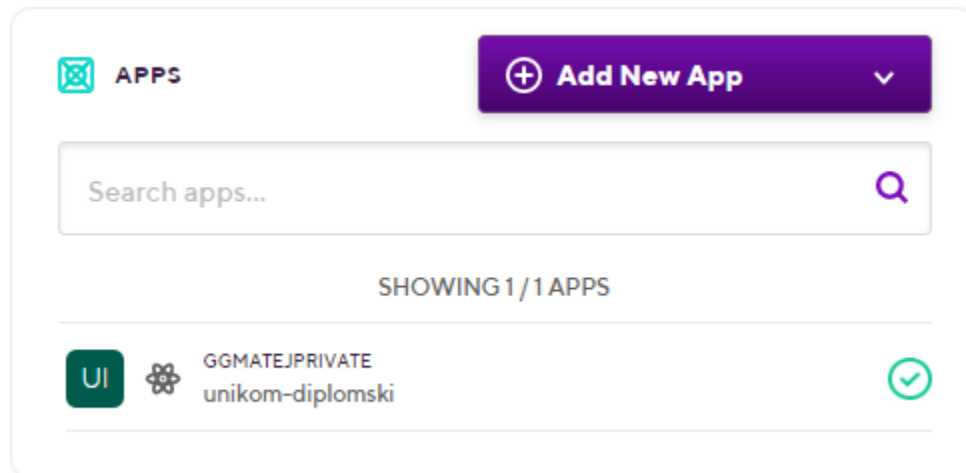 APPS
Add New App
Search apps...
SHOWING 1 / 1 APPS
UI
GGMATEJPRIVATE
unikom-diplomski